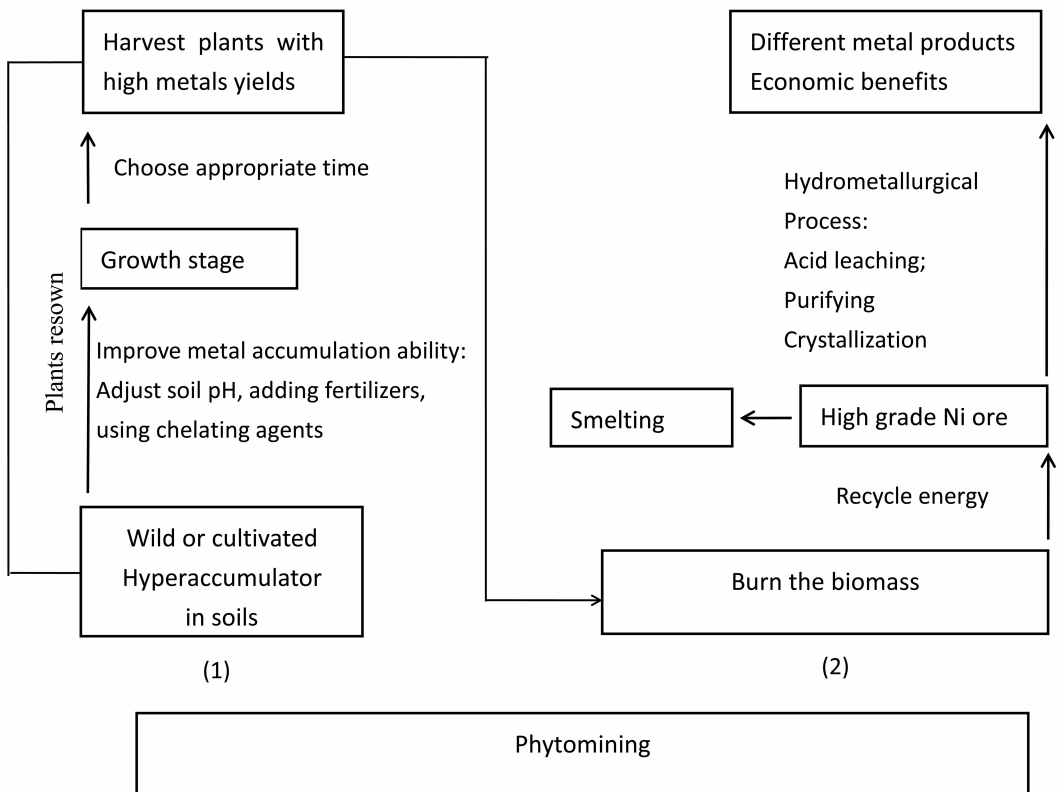 Harvest plants with
high metals yields
Choose appropriate time
Growth stage
Plants resown
Improve metal accumulation ability:
Adjust soil pH, adding fertilizers,
using chelating agents
Wild or cultivated
Hyperaccumulator
in soils
(1)
Different metal products
Economic benefits
Hydrometallurgical
Process:
Acid leaching;
Purifying
Crystallization
Smelting
High grade Ni ore
Recycle energy
Burn the biomass
(2)
Phytomining